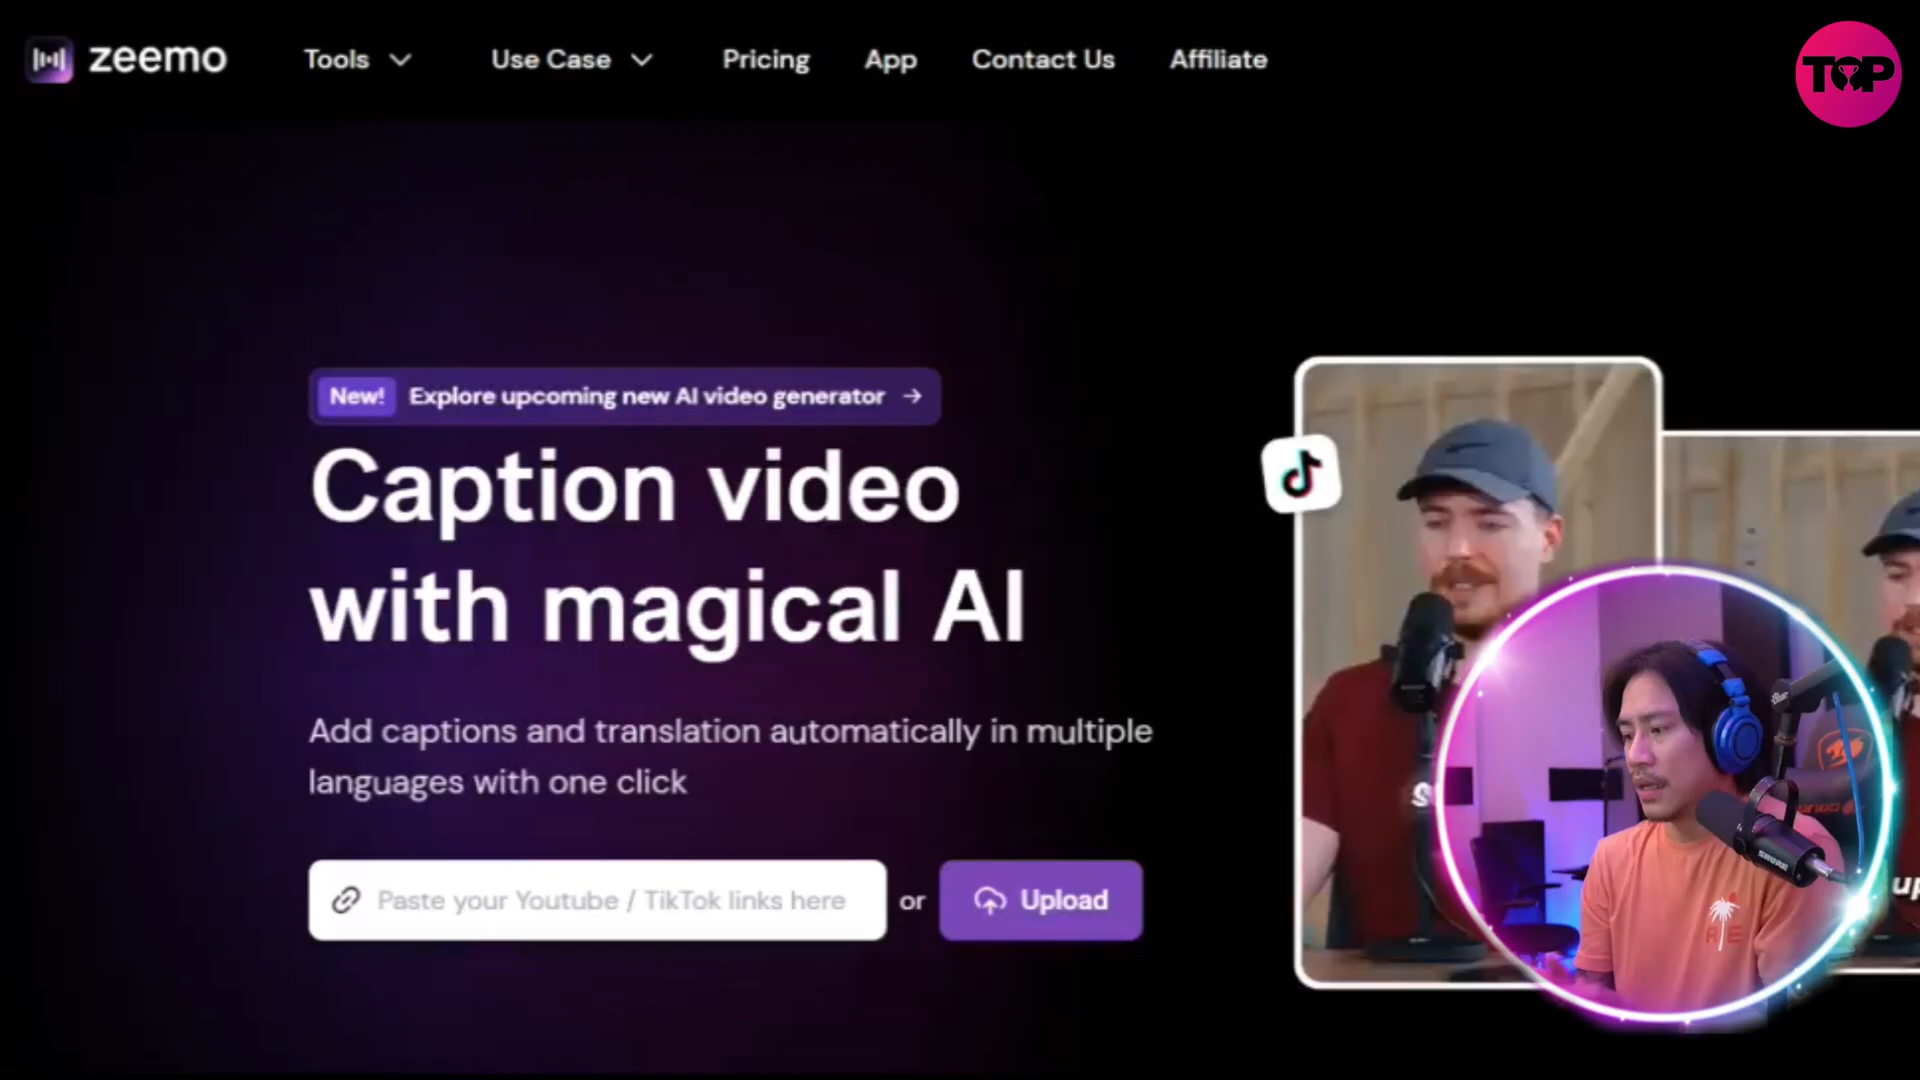 zeemo
Tools
Use Case
Pricing
App
Contact Us
Affiliate
TOP
New! Explore upcoming new AI video generator →
Caption video
with magical AI
Add captions and translation automatically in multiple
languages with one click
Paste your Youtube / TikTok links here
or
Upload
SHURE
up